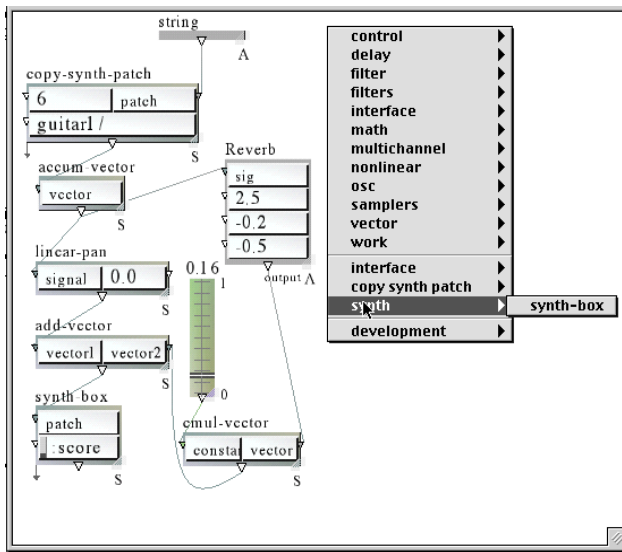 string
A
copy-synth-patch
6 patch
guitar1 /
S
accum-vector
vector
S
Reverb
sig
2.5
-0.2
-0.5
output A
linear-pan
signal 0.0
S
0.16
1
0
add-vector
vector1 vector2
S
synth-box
patch
:score
S
cmul-vector
constan vector
S
control
delay
filter
filters
interface
math
multichannel
nonlinear
osc
samplers
vector
work
interface
copy synth patch
synth
synth-box
development